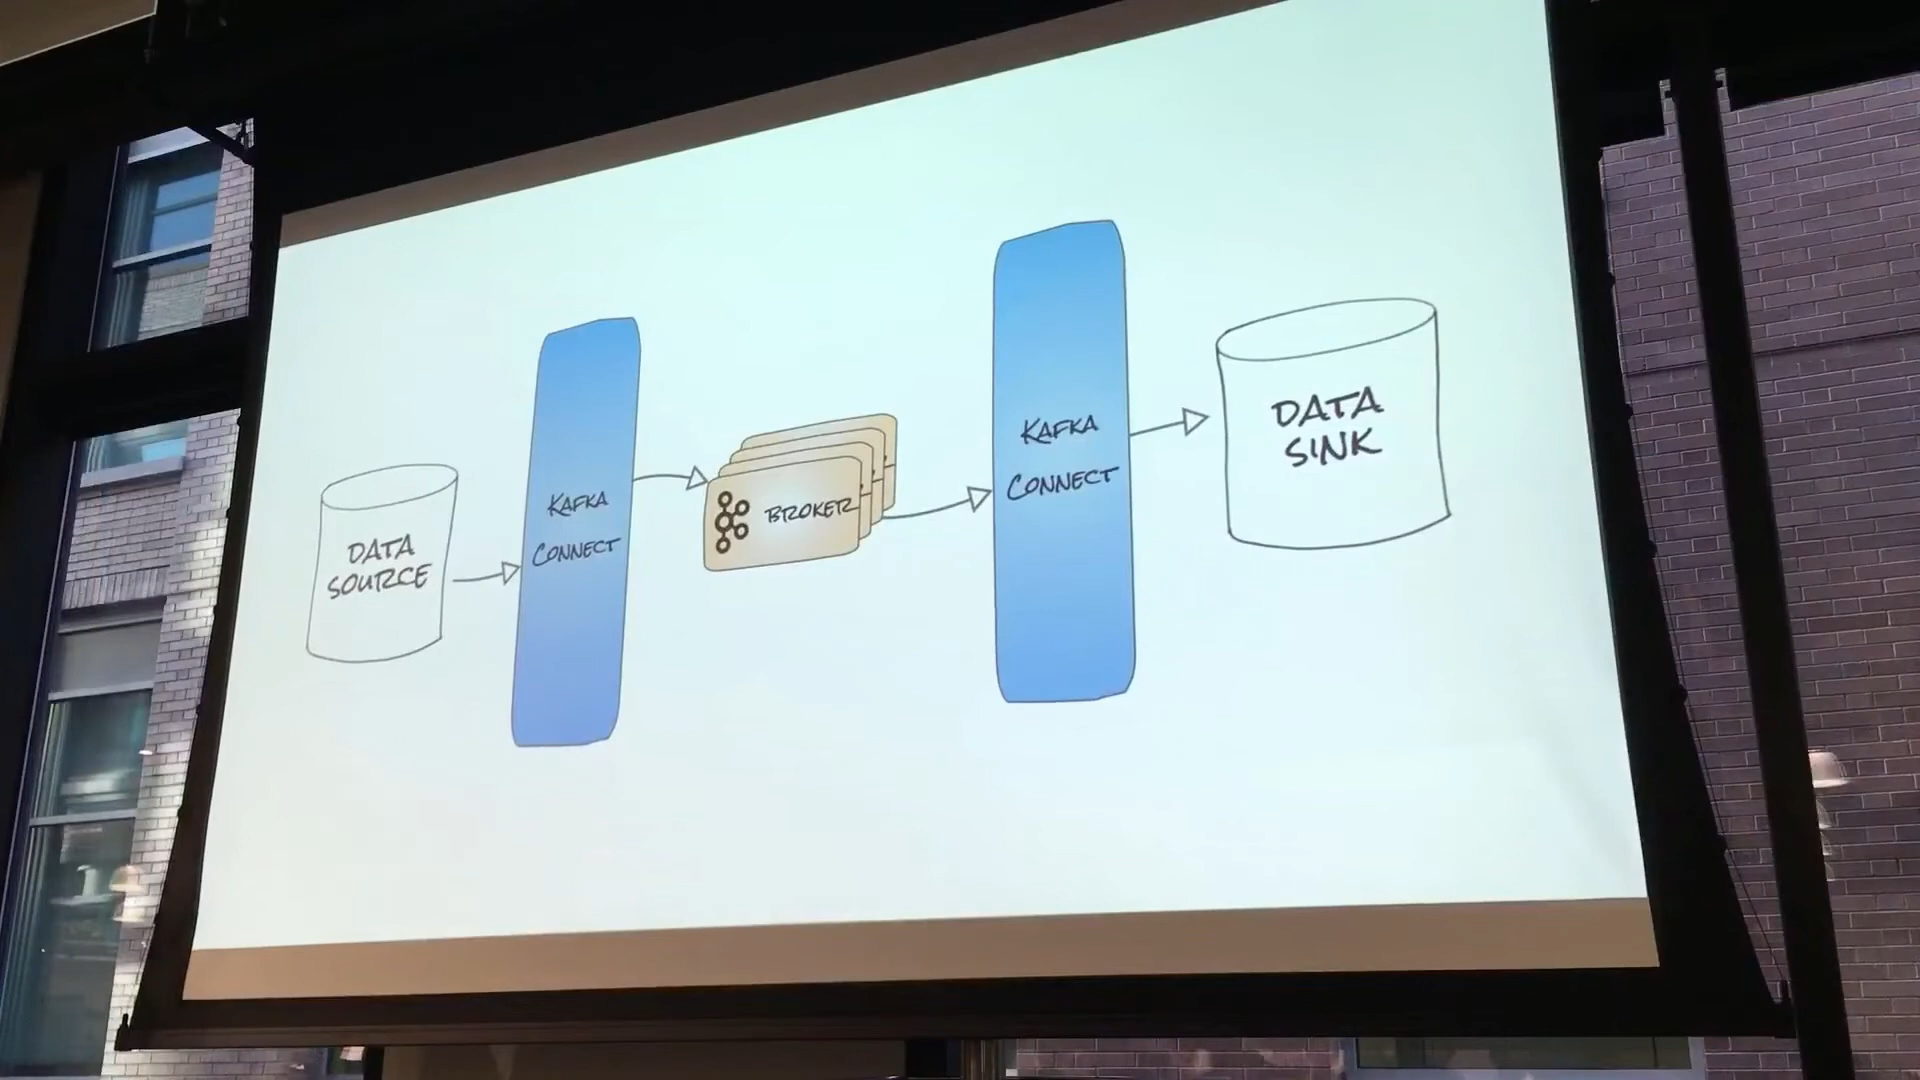 DATA
SOURCE
KAFKA
CONNECT
BROKER
KAFKA
CONNECT
DATA
SINK